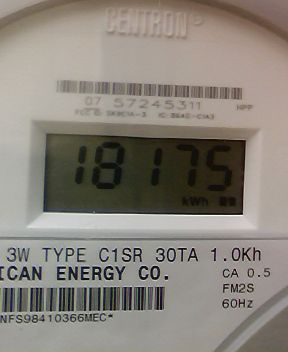 CENTRON®
07 57245311 HPP
18175
kWh
3W TYPE C1SR 30TA 1.0Kh
ICAN ENERGY CO.
CA 0.5
FM2S
60Hz
NFS98410366MEC*